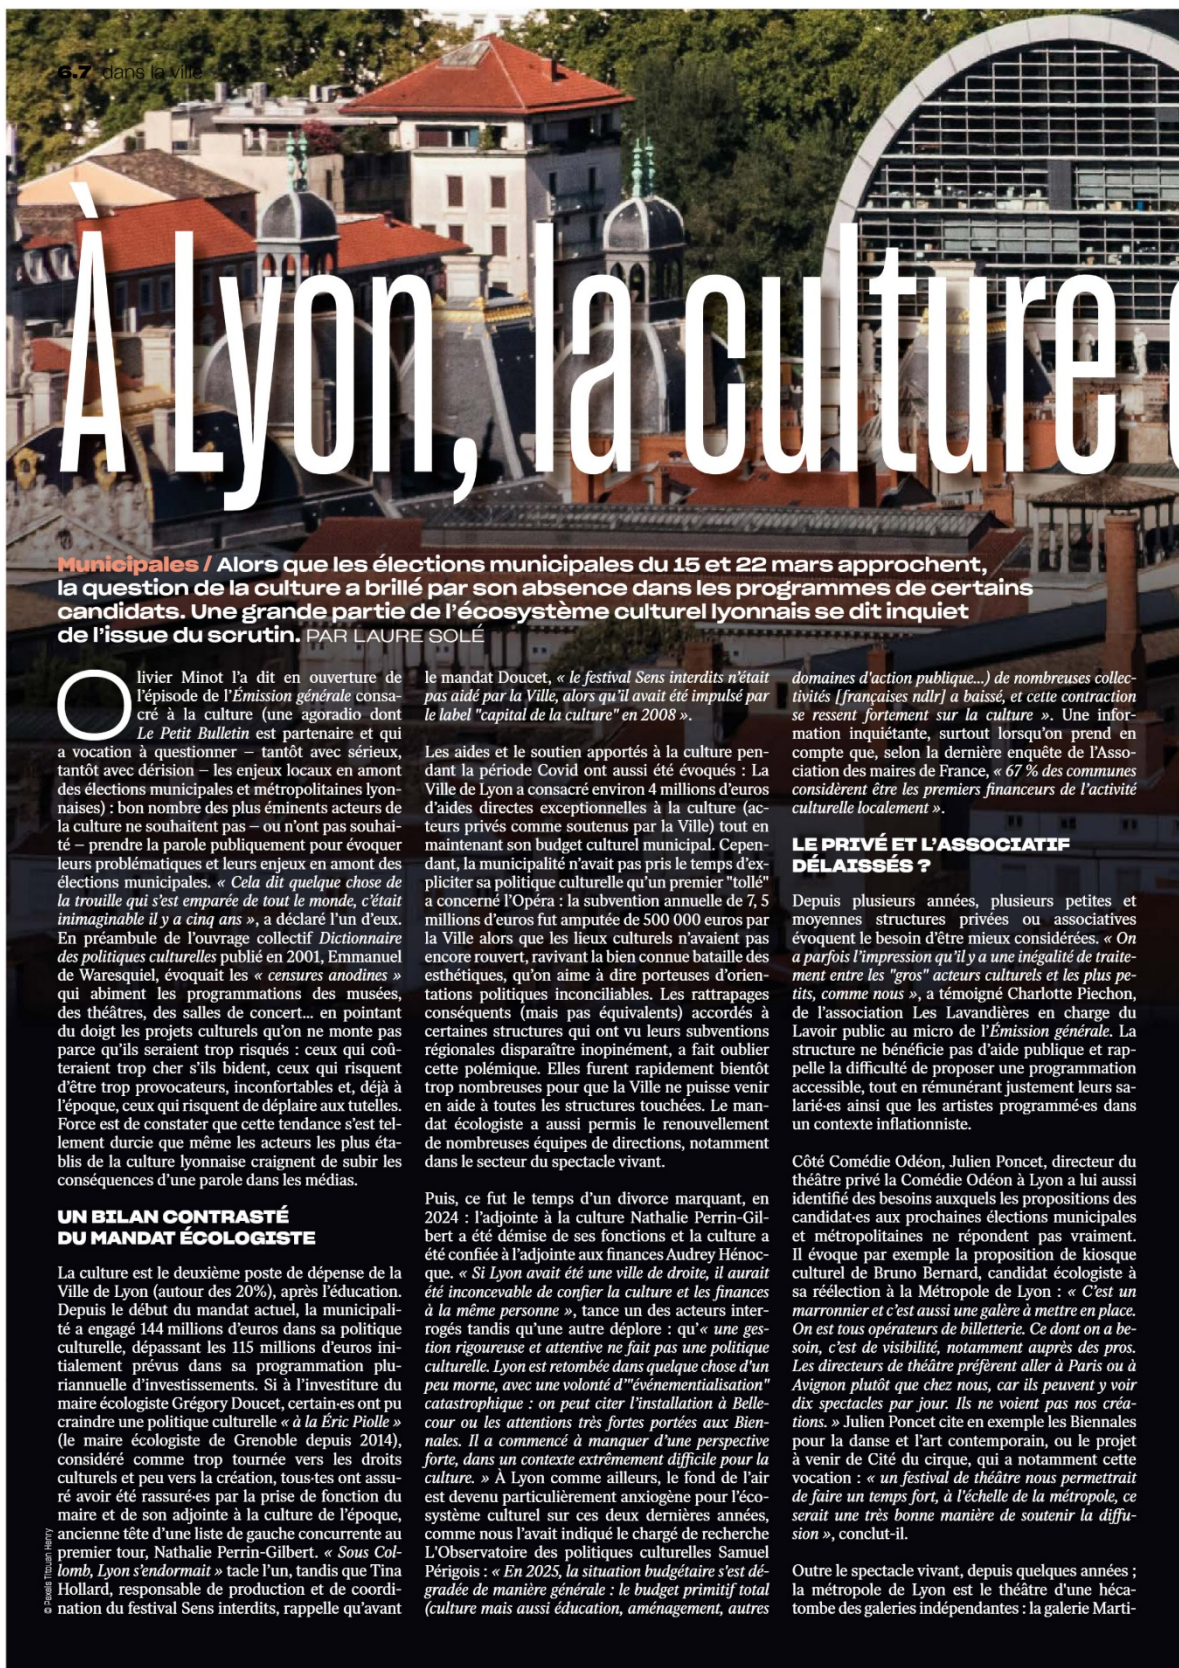 6.7 dans la ville
À Lyon, la culture
Municipales / Alors que les élections municipales du 15 et 22 mars approchent,
la question de la culture a brillé par son absence dans les programmes de certains
candidats. Une grande partie de l'écosystème culturel lyonnais se dit inquiet
de l'issue du scrutin. PAR LAURE SOLÉ
Olivier Minot l'a dit en ouverture de
l'épisode de l'Émission générale consa-
cré à la culture (une agoradio dont
Le Petit Bulletin est partenaire et qui
a vocation à questionner – tantôt avec sérieux,
tantôt avec dérision – les enjeux locaux en amont
des élections municipales et métropolitaines lyon-
naises) : bon nombre des plus éminents acteurs de
la culture ne souhaitent pas – ou n'ont pas souhai-
té – prendre la parole publiquement pour évoquer
leurs problématiques et leurs enjeux en amont des
élections municipales. « Cela dit quelque chose de
la trouille qui s'est emparée de tout le monde, c'était
inimaginable il y a cinq ans », a déclaré l'un d'eux.
En préambule de l'ouvrage collectif Dictionnaire
des politiques culturelles publié en 2001, Emmanuel
de Waresquiel, évoquait les « censures anodines »
qui abiment les programmations des musées,
des théâtres, des salles de concert... en pointant
du doigt les projets culturels qu'on ne monte pas
parce qu'ils seraient trop risqués : ceux qui coû-
teraient trop cher s'ils bident, ceux qui risquent
d'être trop provocateurs, inconfortables et, déjà à
l'époque, ceux qui risquent de déplaire aux tutelles.
Force est de constater que cette tendance s'est tel-
lement durcie que même les acteurs les plus éta-
blis de la culture lyonnaise craignent de subir les
conséquences d'une parole dans les médias.
UN BILAN CONTRASTÉ
DU MANDAT ÉCOLOGISTE
La culture est le deuxième poste de dépense de la
Ville de Lyon (autour des 20%), après l'éducation.
Depuis le début du mandat actuel, la municipali-
té a engagé 144 millions d'euros dans sa politique
culturelle, dépassant les 115 millions d'euros ini-
tialement prévus dans sa programmation plu-
riannuelle d'investissements. Si à l'investiture du
maire écologiste Grégory Doucet, certain·es ont pu
craindre une politique culturelle « à la Éric Piolle »
(le maire écologiste de Grenoble depuis 2014),
considéré comme trop tournée vers les droits
culturels et peu vers la création, tous·tes ont assu-
ré avoir été rassuré·es par la prise de fonction du
maire et de son adjointe à la culture de l'époque,
ancienne tête d'une liste de gauche concurrente au
premier tour, Nathalie Perrin-Gilbert. « Sous Col-
lomb, Lyon s'endormait » tacle l'un, tandis que Tina
Hollard, responsable de production et de coordi-
nation du festival Sens interdits, rappelle qu'avant
le mandat Doucet, « le festival Sens interdits n'était
pas aidé par la Ville, alors qu'il avait été impulsé par
le label "capital de la culture" en 2008 ».
Les aides et le soutien apportés à la culture pen-
dant la période Covid ont aussi été évoqués : La
Ville de Lyon a consacré environ 4 millions d'euros
d'aides directes exceptionnelles à la culture (ac-
teurs privés comme soutenus par la Ville) tout en
maintenant son budget culturel municipal. Cepen-
dant, la municipalité n'avait pas pris le temps d'ex-
pliciter sa politique culturelle qu'un premier "tollé"
a concerné l'Opéra : la subvention annuelle de 7, 5
millions d'euros fut amputée de 500 000 euros par
la Ville alors que les lieux culturels n'avaient pas
encore rouvert, ravivant la bien connue bataille des
esthétiques, qu'on aime à dire porteuses d'orien-
tations politiques inconciliables. Les rattrapages
conséquents (mais pas équivalents) accordés à
certaines structures qui ont vu leurs subventions
régionales disparaître inopinément, a fait oublier
cette polémique. Elles furent rapidement bientôt
trop nombreuses pour que la Ville ne puisse venir
en aide à toutes les structures touchées. Le man-
dat écologiste a aussi permis le renouvellement
de nombreuses équipes de directions, notamment
dans le secteur du spectacle vivant.
Puis, ce fut le temps d'un divorce marquant, en
2024 : l'adjointe à la culture Nathalie Perrin-Gil-
bert a été démise de ses fonctions et la culture a
été confiée à l'adjointe aux finances Audrey Hénoc-
que. « Si Lyon avait été une ville de droite, il aurait
été inconcevable de confier la culture et les finances
à la même personne », tance un des acteurs inter-
rogés tandis qu'une autre déplore : qu'« une ges-
tion rigoureuse et attentive ne fait pas une politique
culturelle. Lyon est retombée dans quelque chose d'un
peu morne, avec une volonté d'"événementialisation"
catastrophique : on peut citer l'installation à Belle-
cour ou les attentions très fortes portées aux Bien-
nales. Il a commencé à manquer d'une perspective
forte, dans un contexte extrêmement difficile pour la
culture. » À Lyon comme ailleurs, le fond de l'air
est devenu particulièrement anxiogène pour l'éco-
système culturel sur ces deux dernières années,
comme nous l'avait indiqué le chargé de recherche
L'Observatoire des politiques culturelles Samuel
Périgois : « En 2025, la situation budgétaire s'est dé-
gradée de manière générale : le budget primitif total
(culture mais aussi éducation, aménagement, autres
domaines d'action publique...) de nombreuses collec-
tivités [françaises ndlr] a baissé, et cette contraction
se ressent fortement sur la culture ». Une infor-
mation inquiétante, surtout lorsqu'on prend en
compte que, selon la dernière enquête de l'Asso-
ciation des maires de France, « 67 % des communes
considèrent être les premiers financeurs de l'activité
culturelle localement ».
LE PRIVÉ ET L'ASSOCIATIF
DÉLAISSÉS ?
Depuis plusieurs années, plusieurs petites et
moyennes structures privées ou associatives
évoquent le besoin d'être mieux considérées. « On
a parfois l'impression qu'il y a une inégalité de traite-
ment entre les "gros" acteurs culturels et les plus pe-
tits, comme nous », a témoigné Charlotte Piechon,
de l'association Les Lavandières en charge du
Lavoir public au micro de l'Émission générale. La
structure ne bénéficie pas d'aide publique et rap-
pelle la difficulté de proposer une programmation
accessible, tout en rémunérant justement leurs sa-
larié·es ainsi que les artistes programmé·es dans
un contexte inflationniste.
Côté Comédie Odéon, Julien Poncet, directeur du
théâtre privé la Comédie Odéon à Lyon a lui aussi
identifié des besoins auxquels les propositions des
candidat·es aux prochaines élections municipales
et métropolitaines ne répondent pas vraiment.
Il évoque par exemple la proposition de kiosque
culturel de Bruno Bernard, candidat écologiste à
sa réélection à la Métropole de Lyon : « C'est un
marronnier et c'est aussi une galère à mettre en place.
On est tous opérateurs de billetterie. Ce dont on a be-
soin, c'est de visibilité, notamment auprès des pros.
Les directeurs de théâtre préfèrent aller à Paris ou à
Avignon plutôt que chez nous, car ils peuvent y voir
dix spectacles par jour. Ils ne voient pas nos créa-
tions. » Julien Poncet cite en exemple les Biennales
pour la danse et l'art contemporain, ou le projet
à venir de Cité du cirque, qui a notamment cette
vocation : « un festival de théâtre nous permettrait
de faire un temps fort, à l'échelle de la métropole, ce
serait une très bonne manière de soutenir la diffu-
sion », conclut-il.
Outre le spectacle vivant, depuis quelques années ;
la métropole de Lyon est le théâtre d'une héca-
tombe des galeries indépendantes : la galerie Marti-
© Pexels Titouan Henry